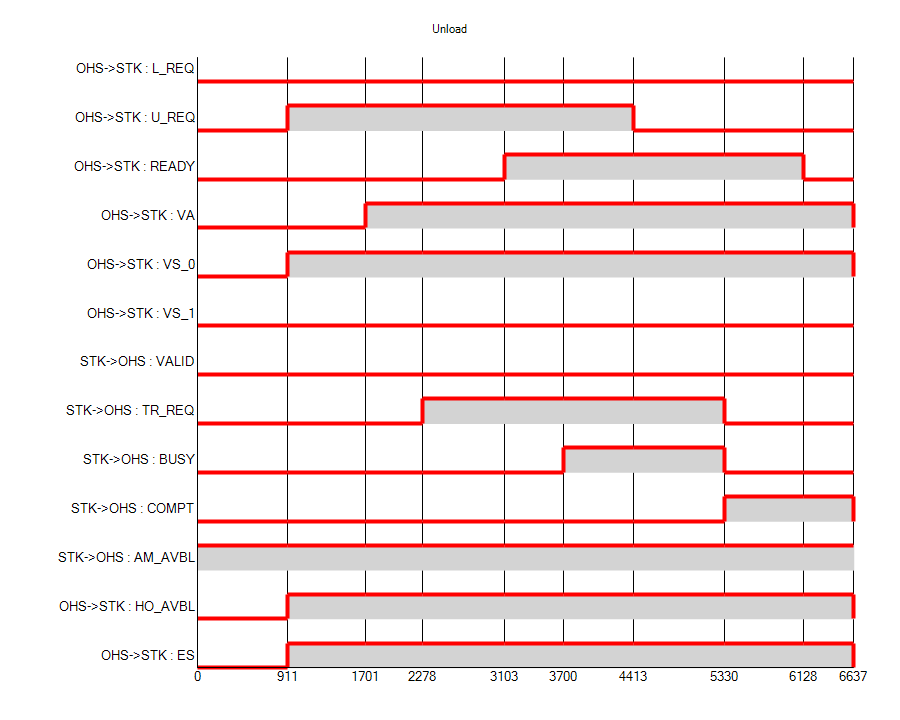 Unload
OHS->STK : L_REQ
OHS->STK : U_REQ
OHS->STK : READY
OHS->STK : VA
OHS->STK : VS_0
OHS->STK : VS_1
STK->OHS : VALID
STK->OHS : TR_REQ
STK->OHS : BUSY
STK->OHS : COMPT
STK->OHS : AM_AVBL
OHS->STK : HO_AVBL
OHS->STK : ES
0 911 1701 2278 3103 3700 4413 5330 6128 6637